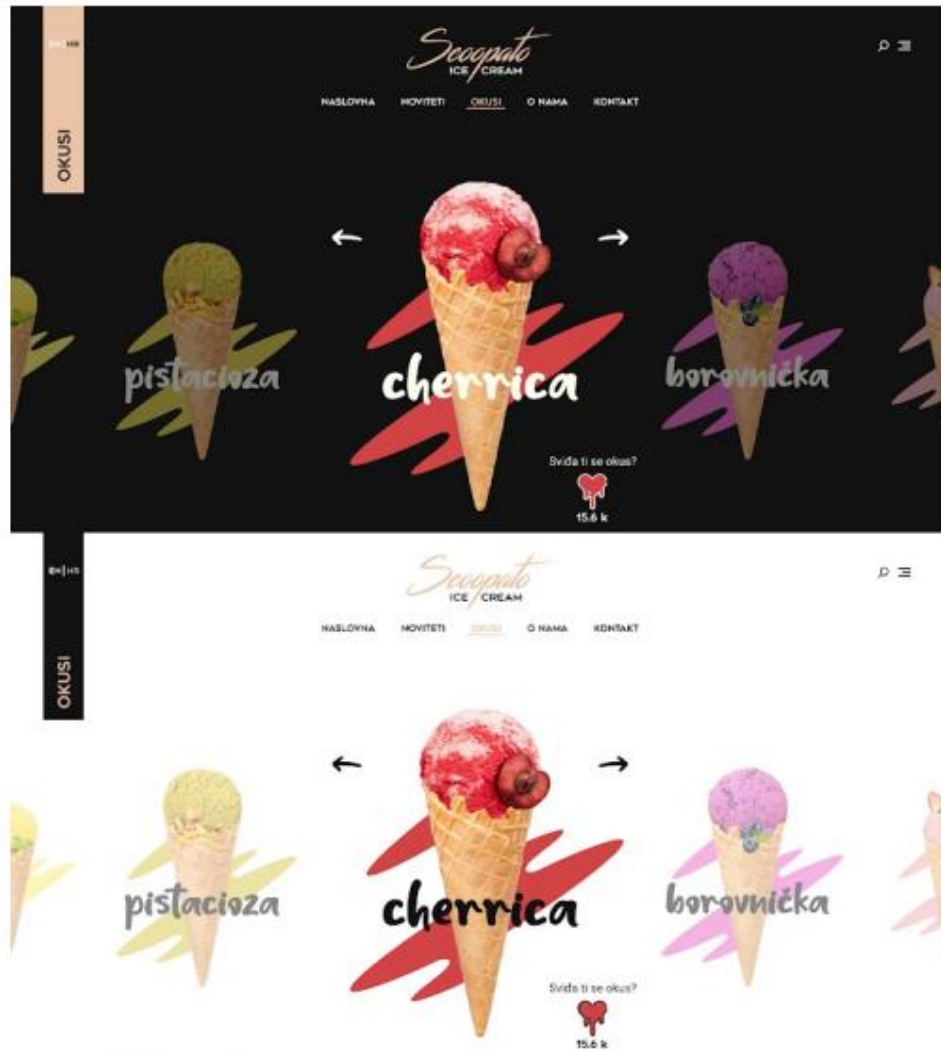 EN|HR
OKUSI
Scoopato
ICE CREAM
NASLOVNA NOVITETI OKUSI O NAMA KONTAKT
pistacioza
cherrica
borovnička
Sviđa ti se okus?
15.6 k
EN|HR
OKUSI
Scoopato
ICE CREAM
NASLOVNA NOVITETI OKUSI O NAMA KONTAKT
pistacioza
cherrica
borovnička
Sviđa ti se okus?
15.6 k